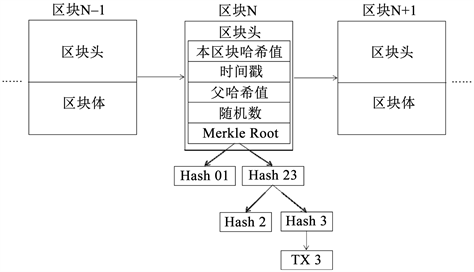 区块N–1
区块N
区块N+1
区块头
区块体
区块头
本区块哈希值
时间戳
父哈希值
随机数
Merkle Root
区块头
区块体
……
……
Hash 01
Hash 23
Hash 2
Hash 3
TX 3